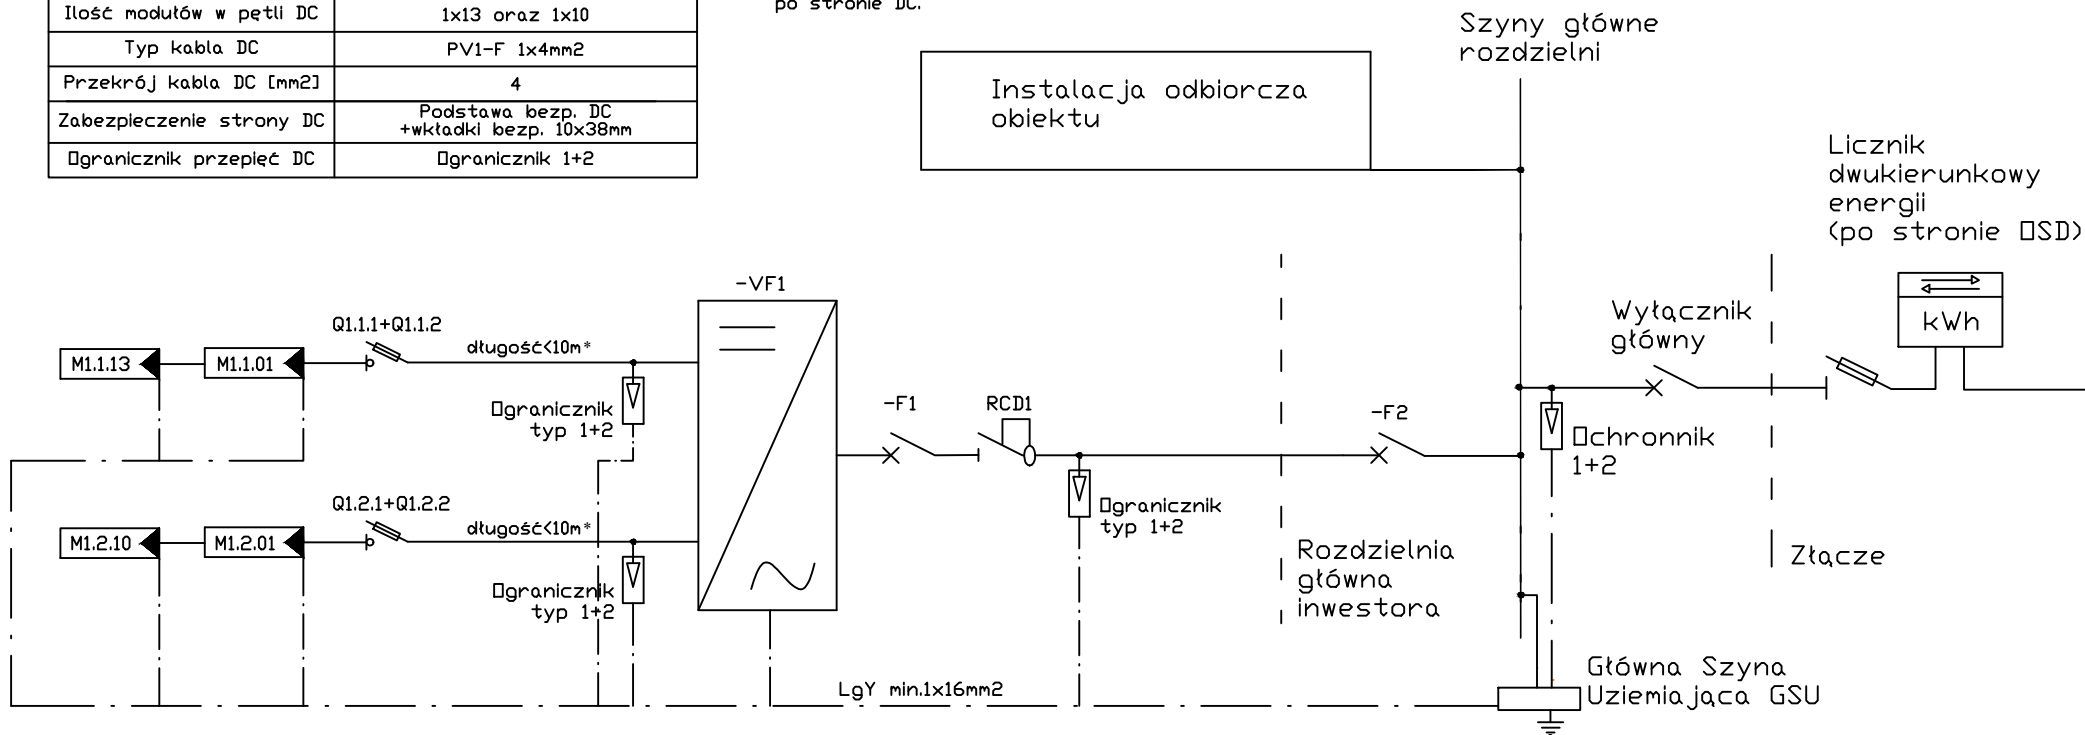 po stronie DC.
Ilość modułów w pętli DC
1x13 oraz 1x10
Typ kabla DC
PV1-F 1x4mm2
Przekrój kabla DC [mm2]
4
Zabezpieczenie strony DC
Podstawa bezp. DC
+wkładki bezp. 10x38mm
Ogranicznik przepięć DC
Ogranicznik 1+2
Szyny główne
rozdzielni
Instalacja odbiorcza
obiektu
Licznik
dwukierunkowy
energii
(po stronie OSD)
kWh
Wyłącznik
główny
-VF1
Q1.1.1+Q1.1.2
długość<10m*
M1.1.13
M1.1.01
Ogranicznik
typ 1+2
-F1
RCD1
-F2
Ochronnik
1+2
Q1.2.1+Q1.2.2
długość<10m*
M1.2.10
M1.2.01
Ogranicznik
typ 1+2
Ogranicznik
typ 1+2
Rozdzielnia
główna
inwestora
Złącze
LgY min.1x16mm2
Główna Szyna
Uziemiająca GSU